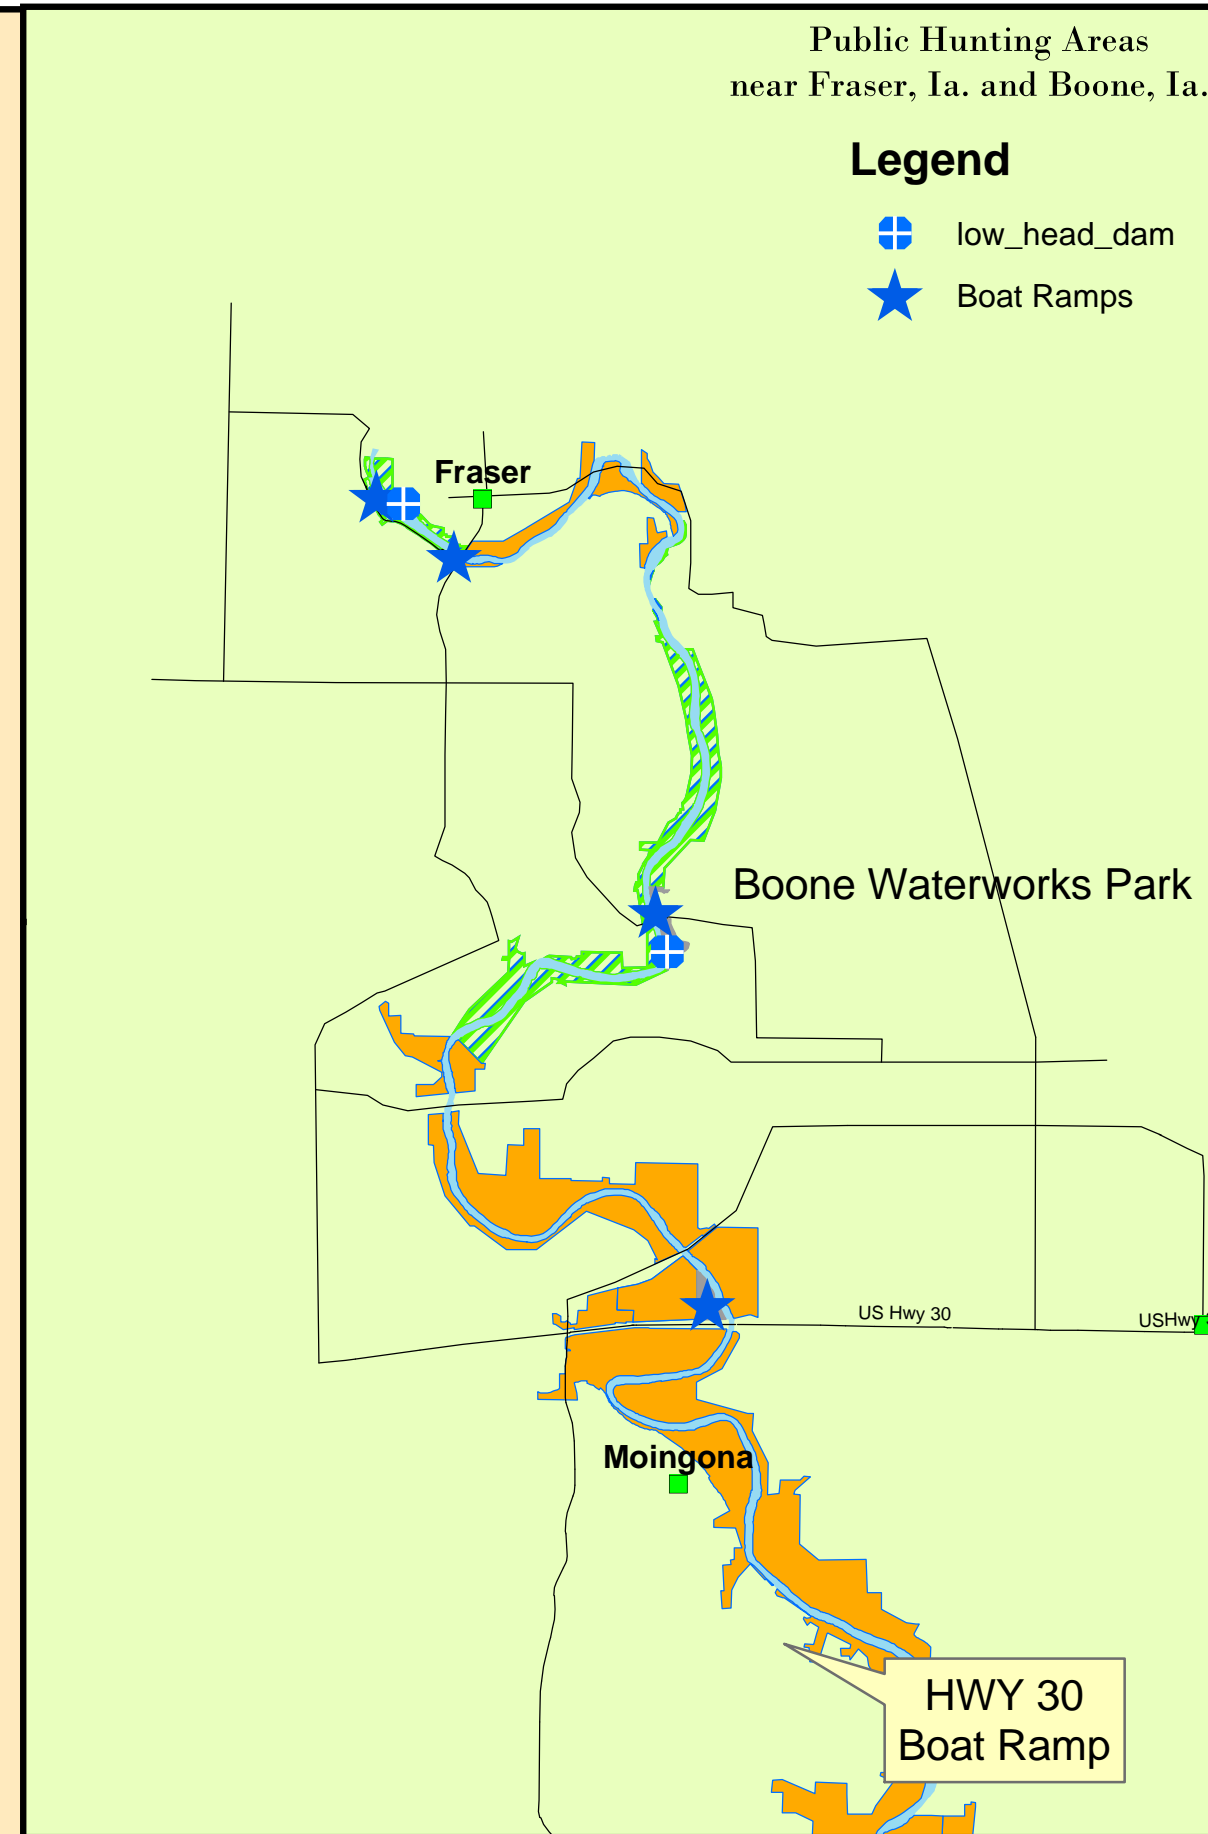 Public Hunting Areas
near Fraser, Ia. and Boone, Ia.
Legend
low_head_dam
Boat Ramps
Fraser
Boone Waterworks Park
US Hwy 30
USHwy
Moingona
HWY 30
Boat Ramp